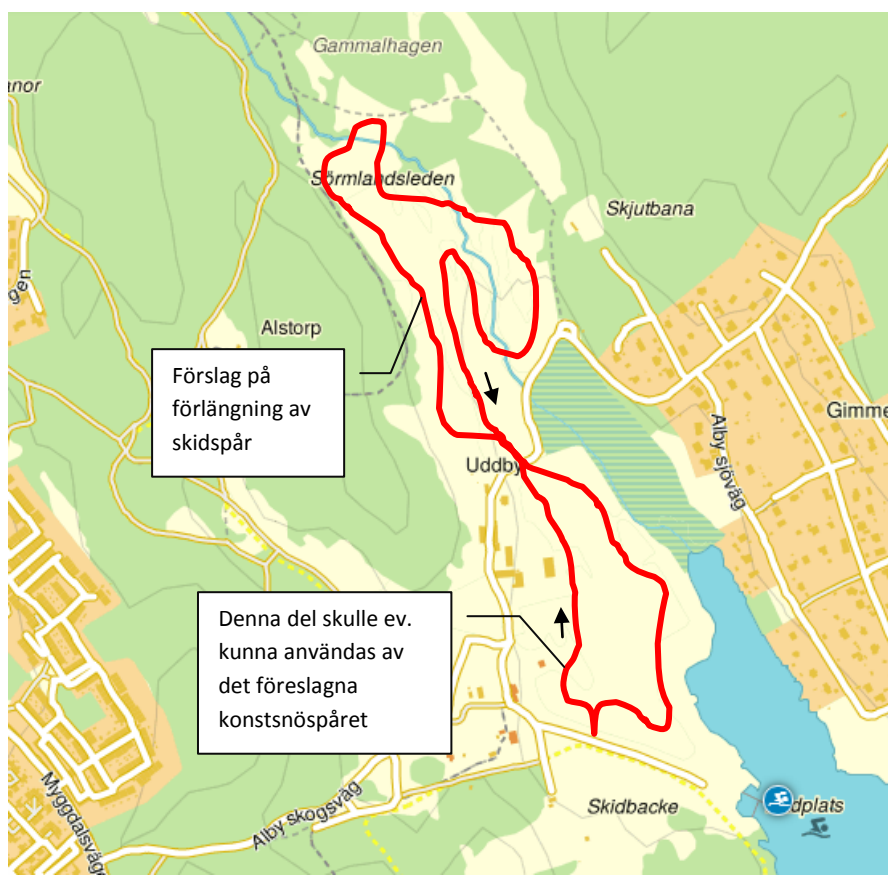 Gammalhagen
anor
Sörmlandsleden
Skjutbana
gen
Alstorp
Förslag på
förlängning av
skidspår
Gimme
Alby sjöväg
Uddby
Denna del skulle ev.
kunna användas av
det föreslagna
konstsnöspåret
Myggdalsväge
Alby skogsväg
Skidbacke
dplats